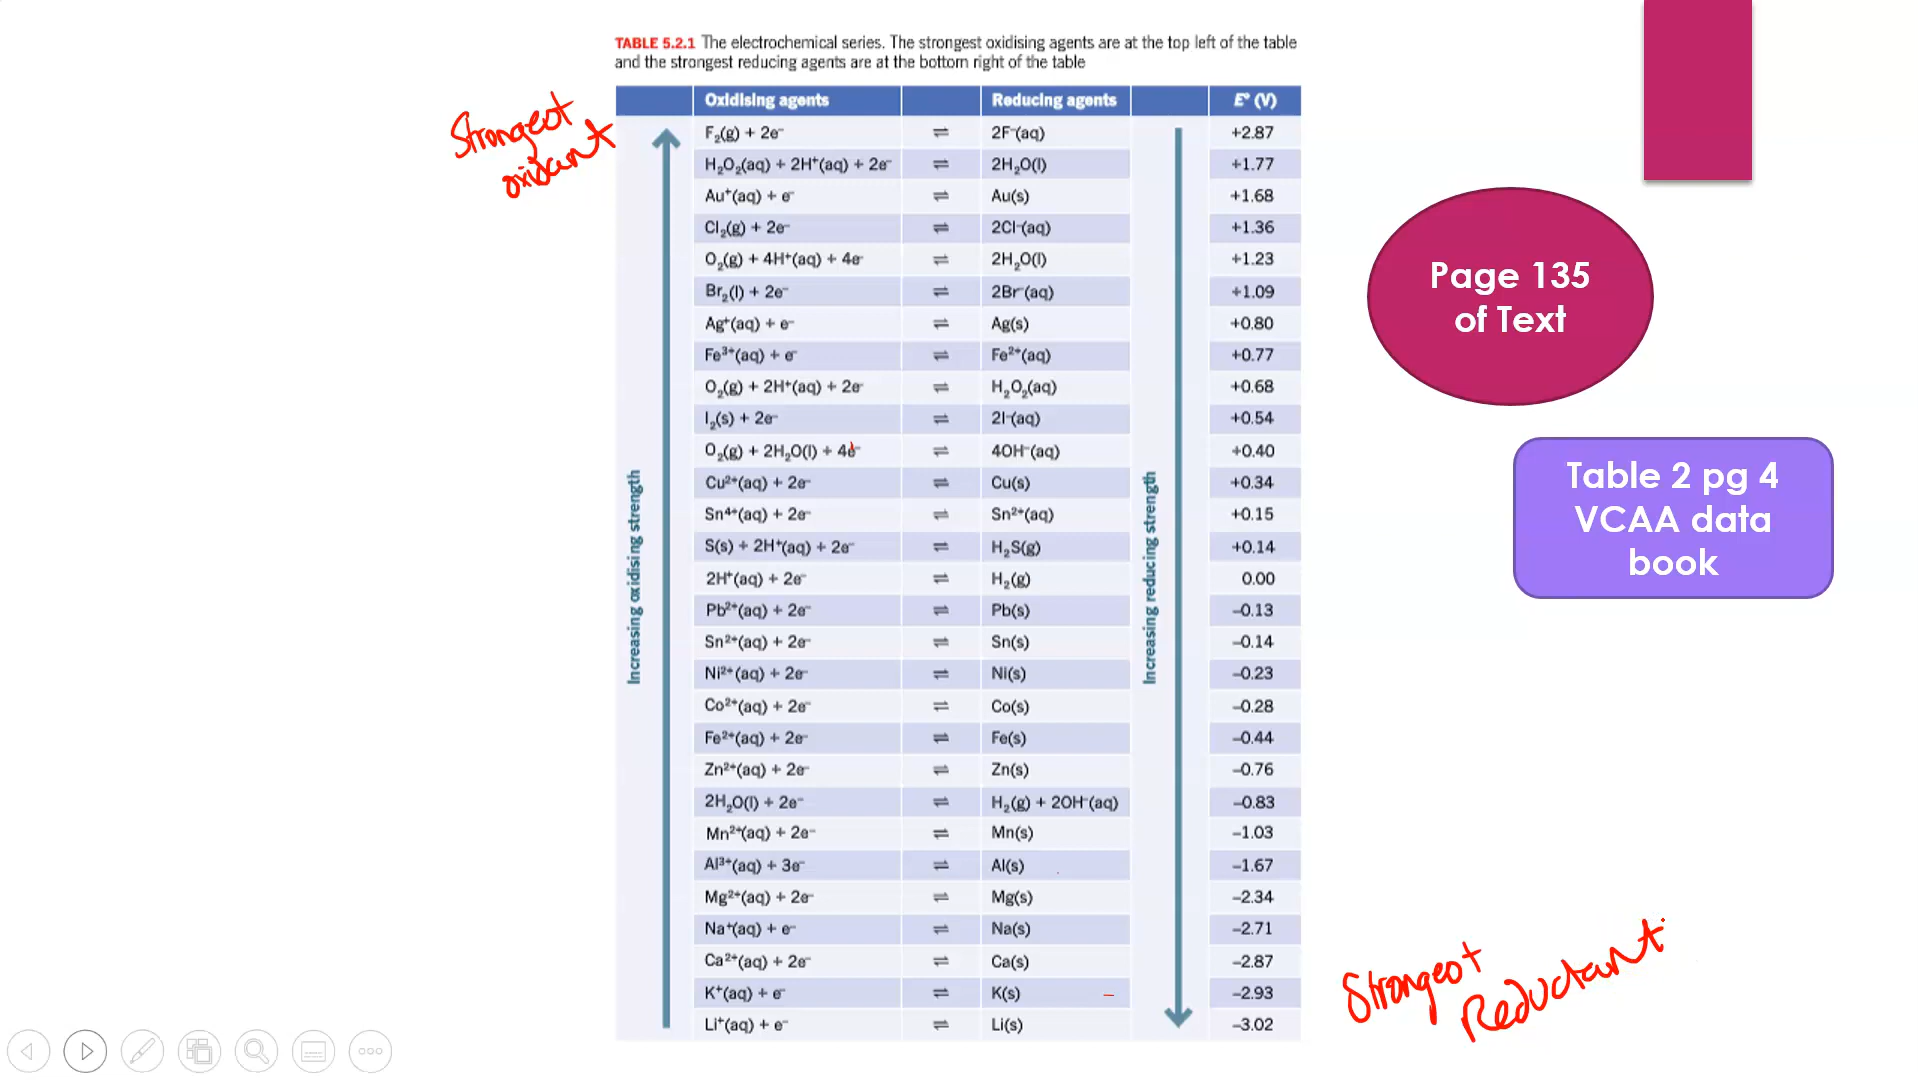 TABLE 5.2.1 The electrochemical series. The strongest oxidising agents are at the top left of the table
and the strongest reducing agents are at the bottom right of the table
Strongest
oxidant
Oxidising agents Reducing agents E° (V)
F₂(g) + 2e⁻ ⇌ 2F⁻(aq) +2.87
H₂O₂(aq) + 2H⁺(aq) + 2e⁻ ⇌ 2H₂O(l) +1.77
Au⁺(aq) + e⁻ ⇌ Au(s) +1.68
Cl₂(g) + 2e⁻ ⇌ 2Cl⁻(aq) +1.36
O₂(g) + 4H⁺(aq) + 4e⁻ ⇌ 2H₂O(l) +1.23
Br₂(l) + 2e⁻ ⇌ 2Br⁻(aq) +1.09
Ag⁺(aq) + e⁻ ⇌ Ag(s) +0.80
Fe³⁺(aq) + e⁻ ⇌ Fe²⁺(aq) +0.77
O₂(g) + 2H⁺(aq) + 2e⁻ ⇌ H₂O₂(aq) +0.68
I₂(s) + 2e⁻ ⇌ 2I⁻(aq) +0.54
O₂(g) + 2H₂O(l) + 4e⁻ ⇌ 4OH⁻(aq) +0.40
Cu²⁺(aq) + 2e⁻ ⇌ Cu(s) +0.34
Sn⁴⁺(aq) + 2e⁻ ⇌ Sn²⁺(aq) +0.15
S(s) + 2H⁺(aq) + 2e⁻ ⇌ H₂S(g) +0.14
2H⁺(aq) + 2e⁻ ⇌ H₂(g) 0.00
Pb²⁺(aq) + 2e⁻ ⇌ Pb(s) –0.13
Sn²⁺(aq) + 2e⁻ ⇌ Sn(s) –0.14
Ni²⁺(aq) + 2e⁻ ⇌ Ni(s) –0.23
Co²⁺(aq) + 2e⁻ ⇌ Co(s) –0.28
Fe²⁺(aq) + 2e⁻ ⇌ Fe(s) –0.44
Zn²⁺(aq) + 2e⁻ ⇌ Zn(s) –0.76
2H₂O(l) + 2e⁻ ⇌ H₂(g) + 2OH⁻(aq) –0.83
Mn²⁺(aq) + 2e⁻ ⇌ Mn(s) –1.03
Al³⁺(aq) + 3e⁻ ⇌ Al(s) –1.67
Mg²⁺(aq) + 2e⁻ ⇌ Mg(s) –2.34
Na⁺(aq) + e⁻ ⇌ Na(s) –2.71
Ca²⁺(aq) + 2e⁻ ⇌ Ca(s) –2.87
K⁺(aq) + e⁻ ⇌ K(s) –2.93
Li⁺(aq) + e⁻ ⇌ Li(s) –3.02
Increasing oxidising strength
Increasing reducing strength
Page 135
of Text
Table 2 pg 4
VCAA data
book
Strongest
Reductant